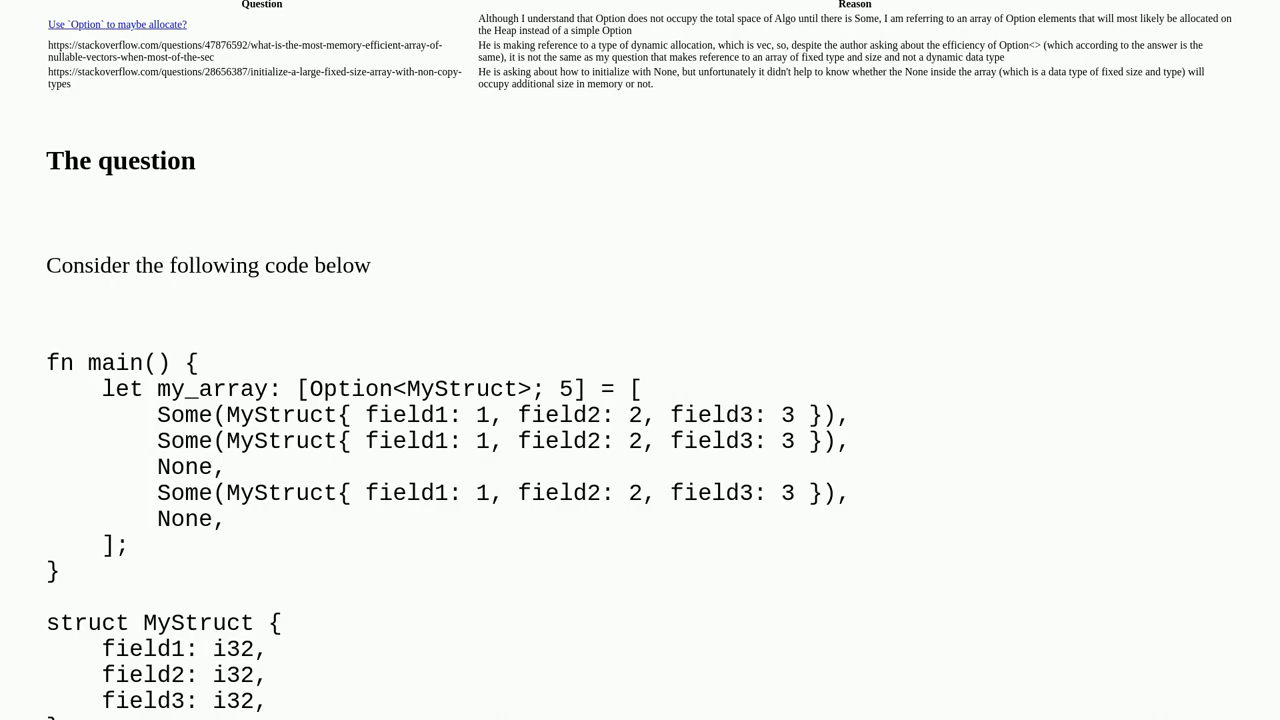 Question Reason
Use `Option` to maybe allocate?
Although I understand that Option does not occupy the total space of Algo until there is Some, I am referring to an array of Option elements that will most likely be allocated on
the Heap instead of a simple Option
https://stackoverflow.com/questions/47876592/what-is-the-most-memory-efficient-array-of-
nullable-vectors-when-most-of-the-sec
He is making reference to a type of dynamic allocation, which is vec, so, despite the author asking about the efficiency of Option<> (which according to the answer is the
same), it is not the same as my question that makes reference to an array of fixed type and size and not a dynamic data type
https://stackoverflow.com/questions/28656387/initialize-a-large-fixed-size-array-with-non-copy-
types
He is asking about how to initialize with None, but unfortunately it didn't help to know whether the None inside the array (which is a data type of fixed size and type) will
occupy additional size in memory or not.
The question
Consider the following code below
fn main() {
    let my_array: [Option<MyStruct>; 5] = [
        Some(MyStruct{ field1: 1, field2: 2, field3: 3 }),
        Some(MyStruct{ field1: 1, field2: 2, field3: 3 }),
        None,
        Some(MyStruct{ field1: 1, field2: 2, field3: 3 }),
        None,
    ];
}
struct MyStruct {
    field1: i32,
    field2: i32,
    field3: i32,
}